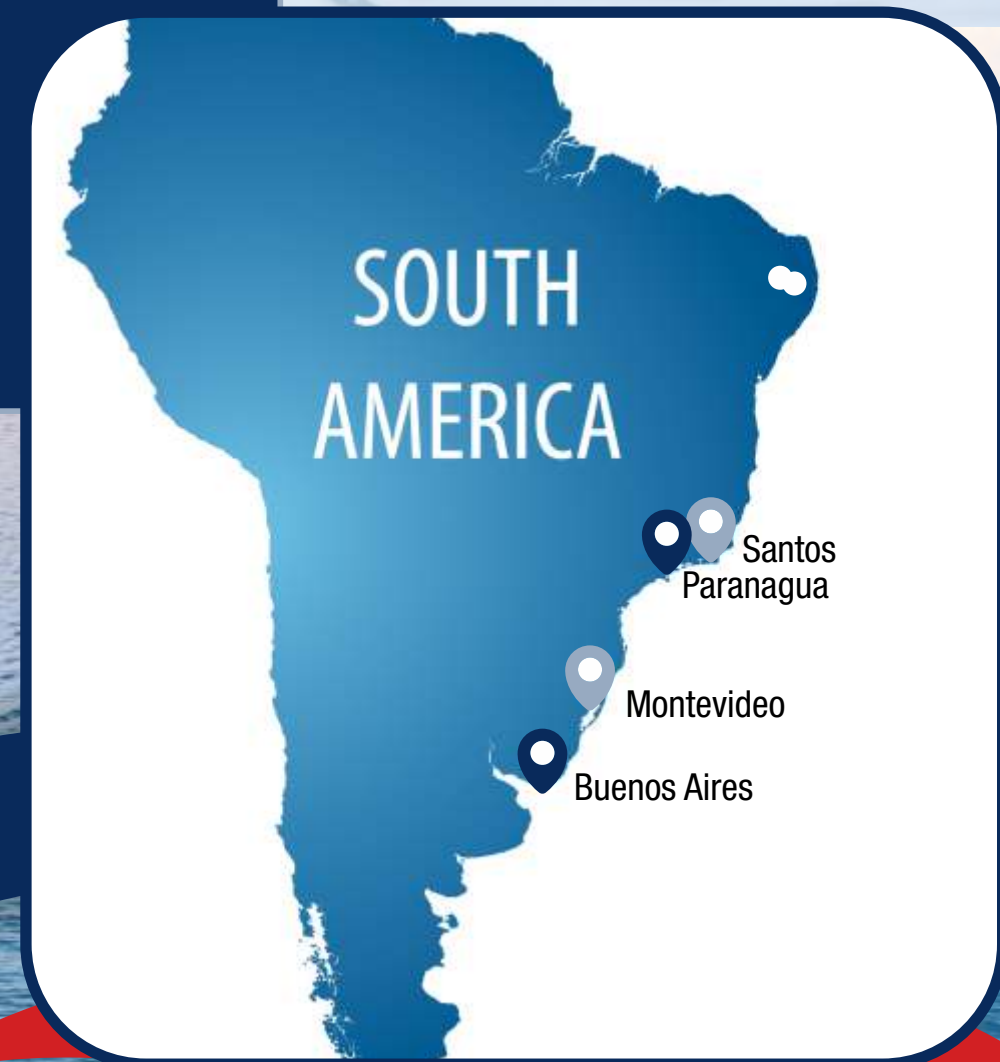 SOUTH
AMERICA
Santos
Paranagua
Montevideo
Buenos Aires